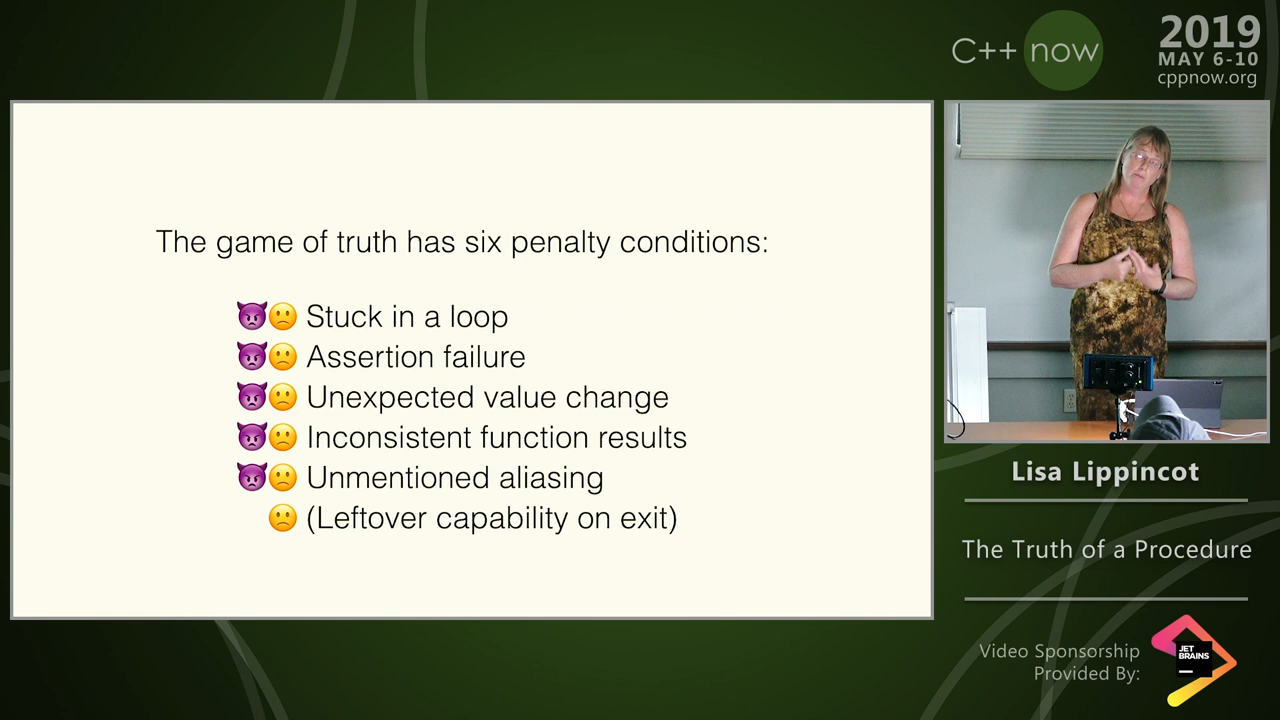 C++ now
2019
MAY 6-10
cppnow.org
The game of truth has six penalty conditions:
👿🙁 Stuck in a loop
👿🙁 Assertion failure
👿🙁 Unexpected value change
👿🙁 Inconsistent function results
👿🙁 Unmentioned aliasing
🙁 (Leftover capability on exit)
Lisa Lippincot
The Truth of a Procedure
Video Sponsorship
Provided By:
JET
BRAINS